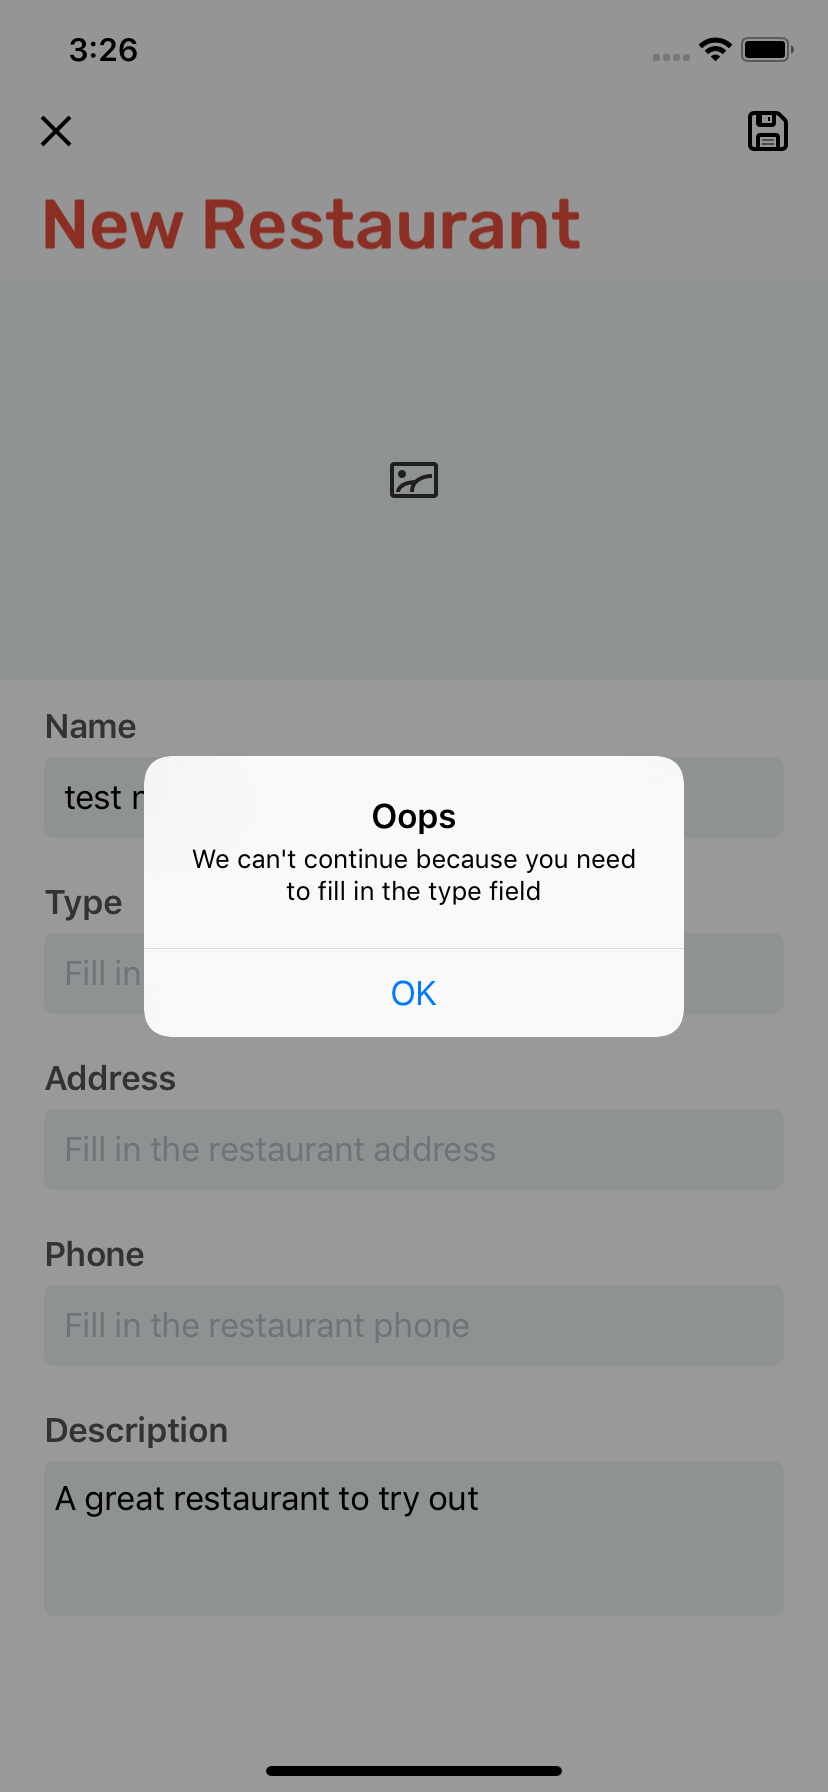 3:26
New Restaurant
Name
test
Oops
We can't continue because you need
to fill in the type field
Type
Fill in
OK
Address
Fill in the restaurant address
Phone
Fill in the restaurant phone
Description
A great restaurant to try out